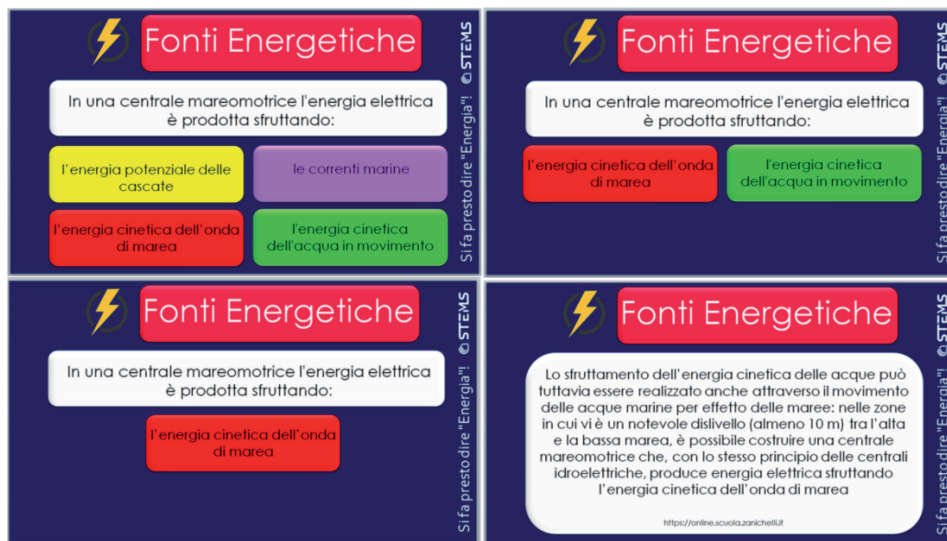 Fonti Energetiche
In una centrale mareomotrice l'energia elettrica
è prodotta sfruttando:
l'energia potenziale delle
cascate
le correnti marine
l'energia cinetica dell'onda
di marea
l'energia cinetica
dell'acqua in movimento
Si fa presto dire "Energia"! © STEMS
Fonti Energetiche
In una centrale mareomotrice l'energia elettrica
è prodotta sfruttando:
l'energia cinetica dell'onda
di marea
l'energia cinetica
dell'acqua in movimento
Si fa presto dire "Energia"! © STEMS
Fonti Energetiche
In una centrale mareomotrice l'energia elettrica
è prodotta sfruttando:
l'energia cinetica dell'onda
di marea
Si fa presto dire "Energia"! © STEMS
Fonti Energetiche
Lo sfruttamento dell'energia cinetica delle acque può
tuttavia essere realizzato anche attraverso il movimento
delle acque marine per effetto delle maree: nelle zone
in cui vi è un notevole dislivello (almeno 10 m) tra l'alta
e la bassa marea, è possibile costruire una centrale
mareomotrice che, con lo stesso principio delle centrali
idroelettriche, produce energia elettrica sfruttando
l'energia cinetica dell'onda di marea
https://online.scuola.zanichelli.it
Si fa presto dire "Energia"! © STEMS